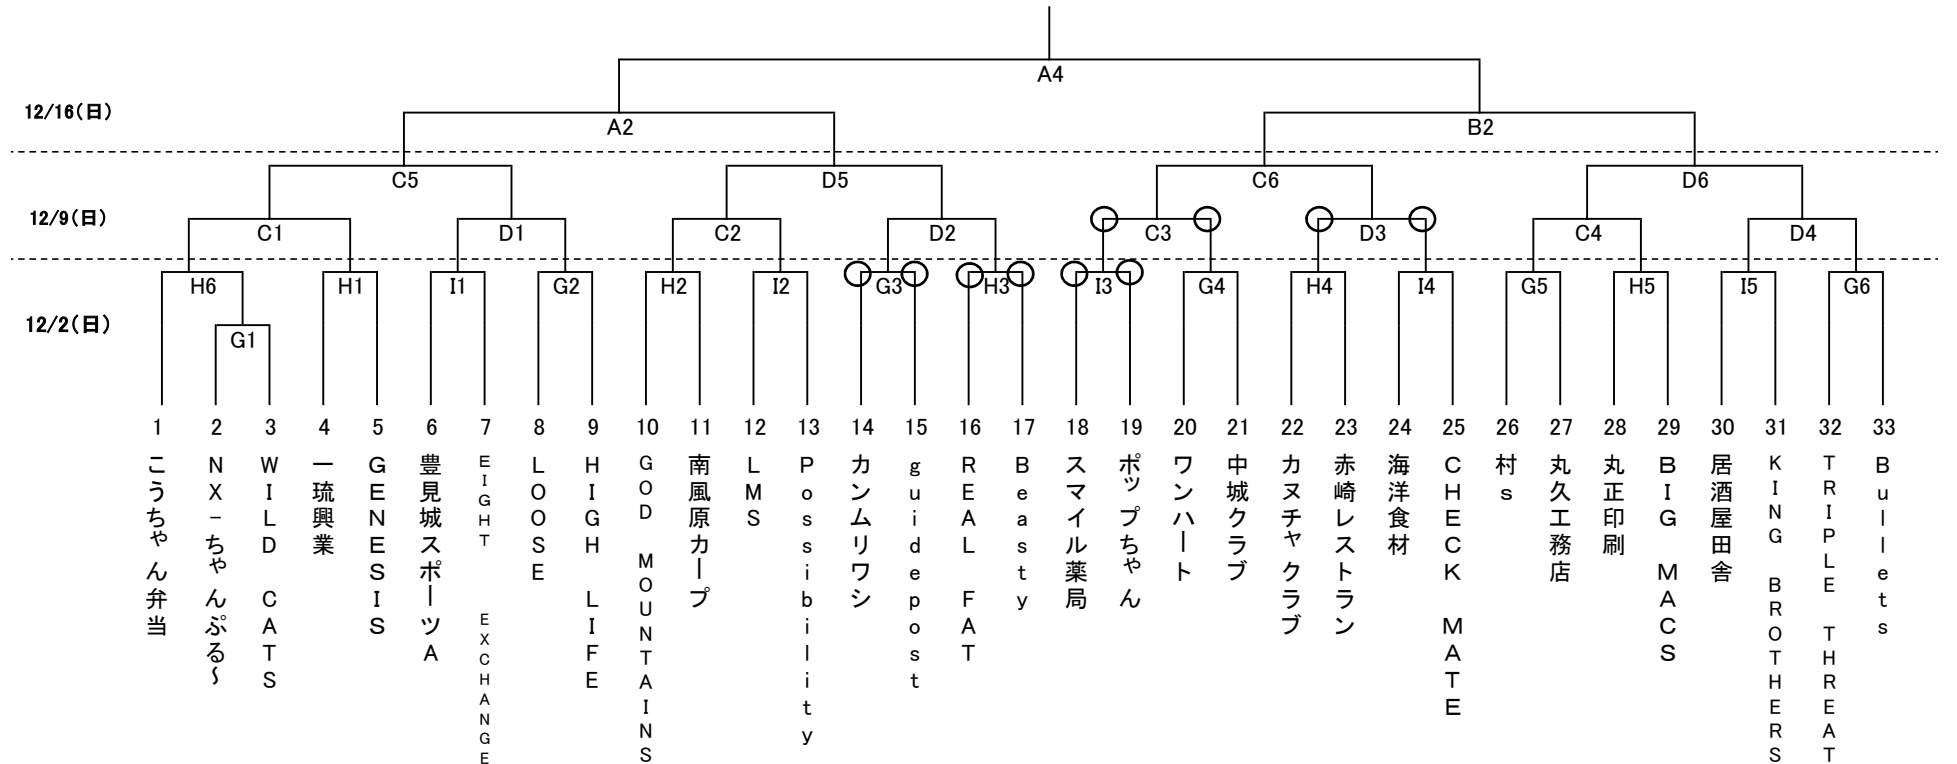 A4
12/16(日)
A2
B2
C5
D5
C6
D6
12/9(日)
C1
D1
C2
D2
C3
D3
C4
D4
H6
H1
I1
G2
H2
I2
G3
H3
I3
G4
H4
I4
G5
H5
I5
G6
12/2(日)
G1
1
2
3
4
5
6
7
8
9
10
11
12
13
14
15
16
17
18
19
20
21
22
23
24
25
26
27
28
29
30
31
32
33
こうちゃん弁当
NX-ちゃんぷる～
WILD CATS
一琉興業
GENESIS
豊見城スポーツA
EIGHT EXCHANGE
LOOSE
HIGH LIFE
GOD MOUNTAINS
南風原カープ
LMS
Possibility
カンムリワシ
guidepost
REAL FAT
Beasty
スマイル薬局
ポップちゃん
ワンハート
中城クラブ
カヌチャクラブ
赤崎レストラン
海洋食材
CHECK MATE
村s
丸久工務店
丸正印刷
BIG MACS
居酒屋田舎
KING BROTHERS
TRIPLE THREAT
Bullets